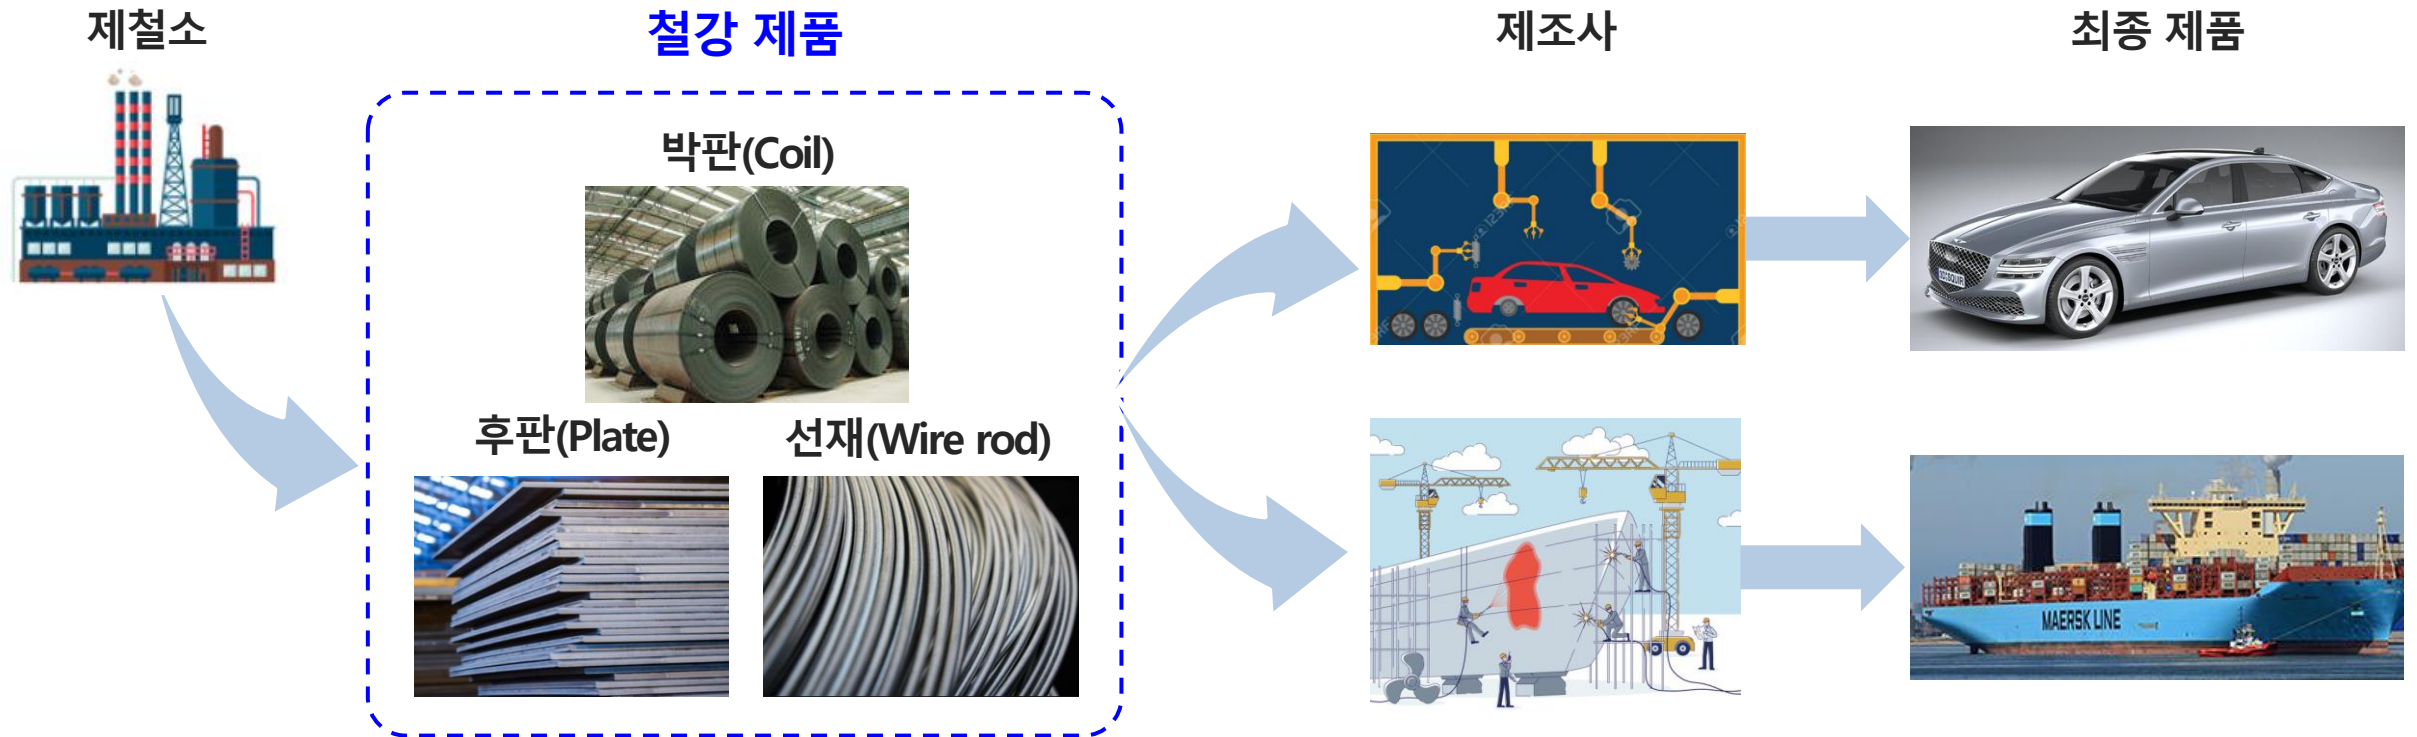 제철소
철강 제품
제조사
최종 제품
박판(Coil)
후판(Plate)
선재(Wire rod)
MAERSK LINE